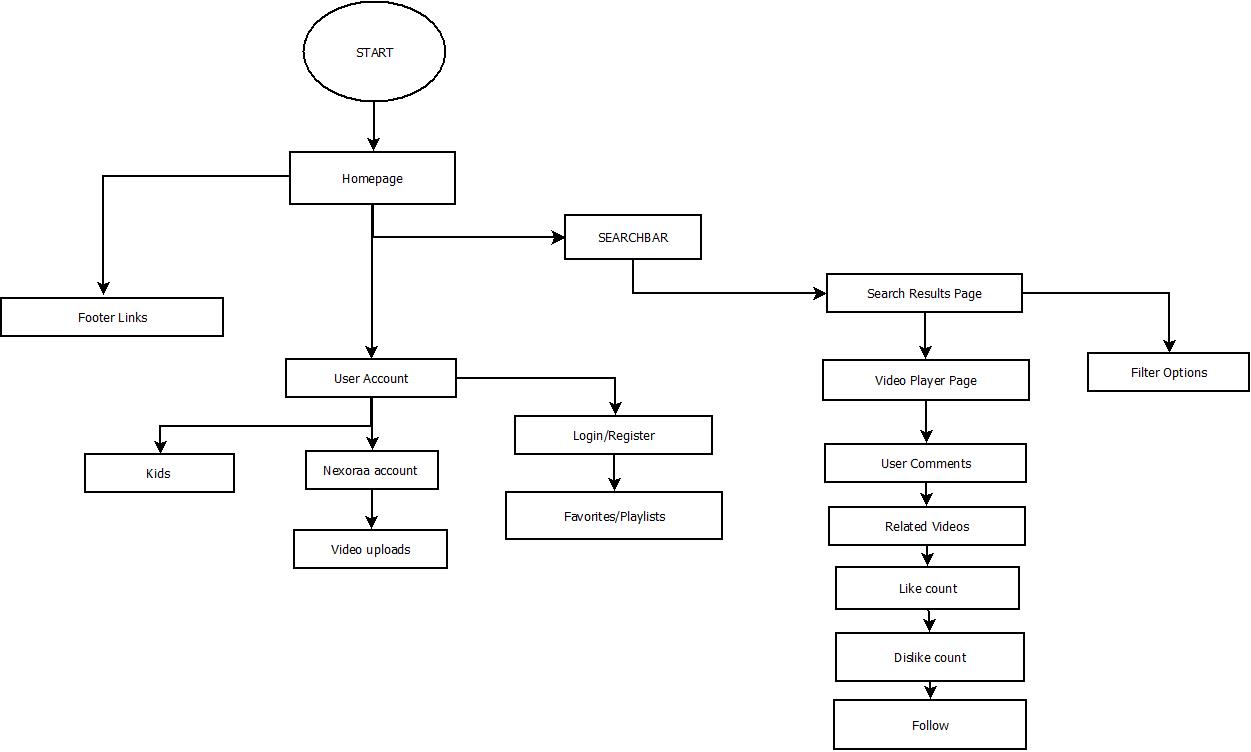 START
Homepage
SEARCHBAR
Search Results Page
Footer Links
User Account
Video Player Page
Filter Options
Login/Register
Kids
Nexoraa account
User Comments
Favorites/Playlists
Related Videos
Video uploads
Like count
Dislike count
Follow